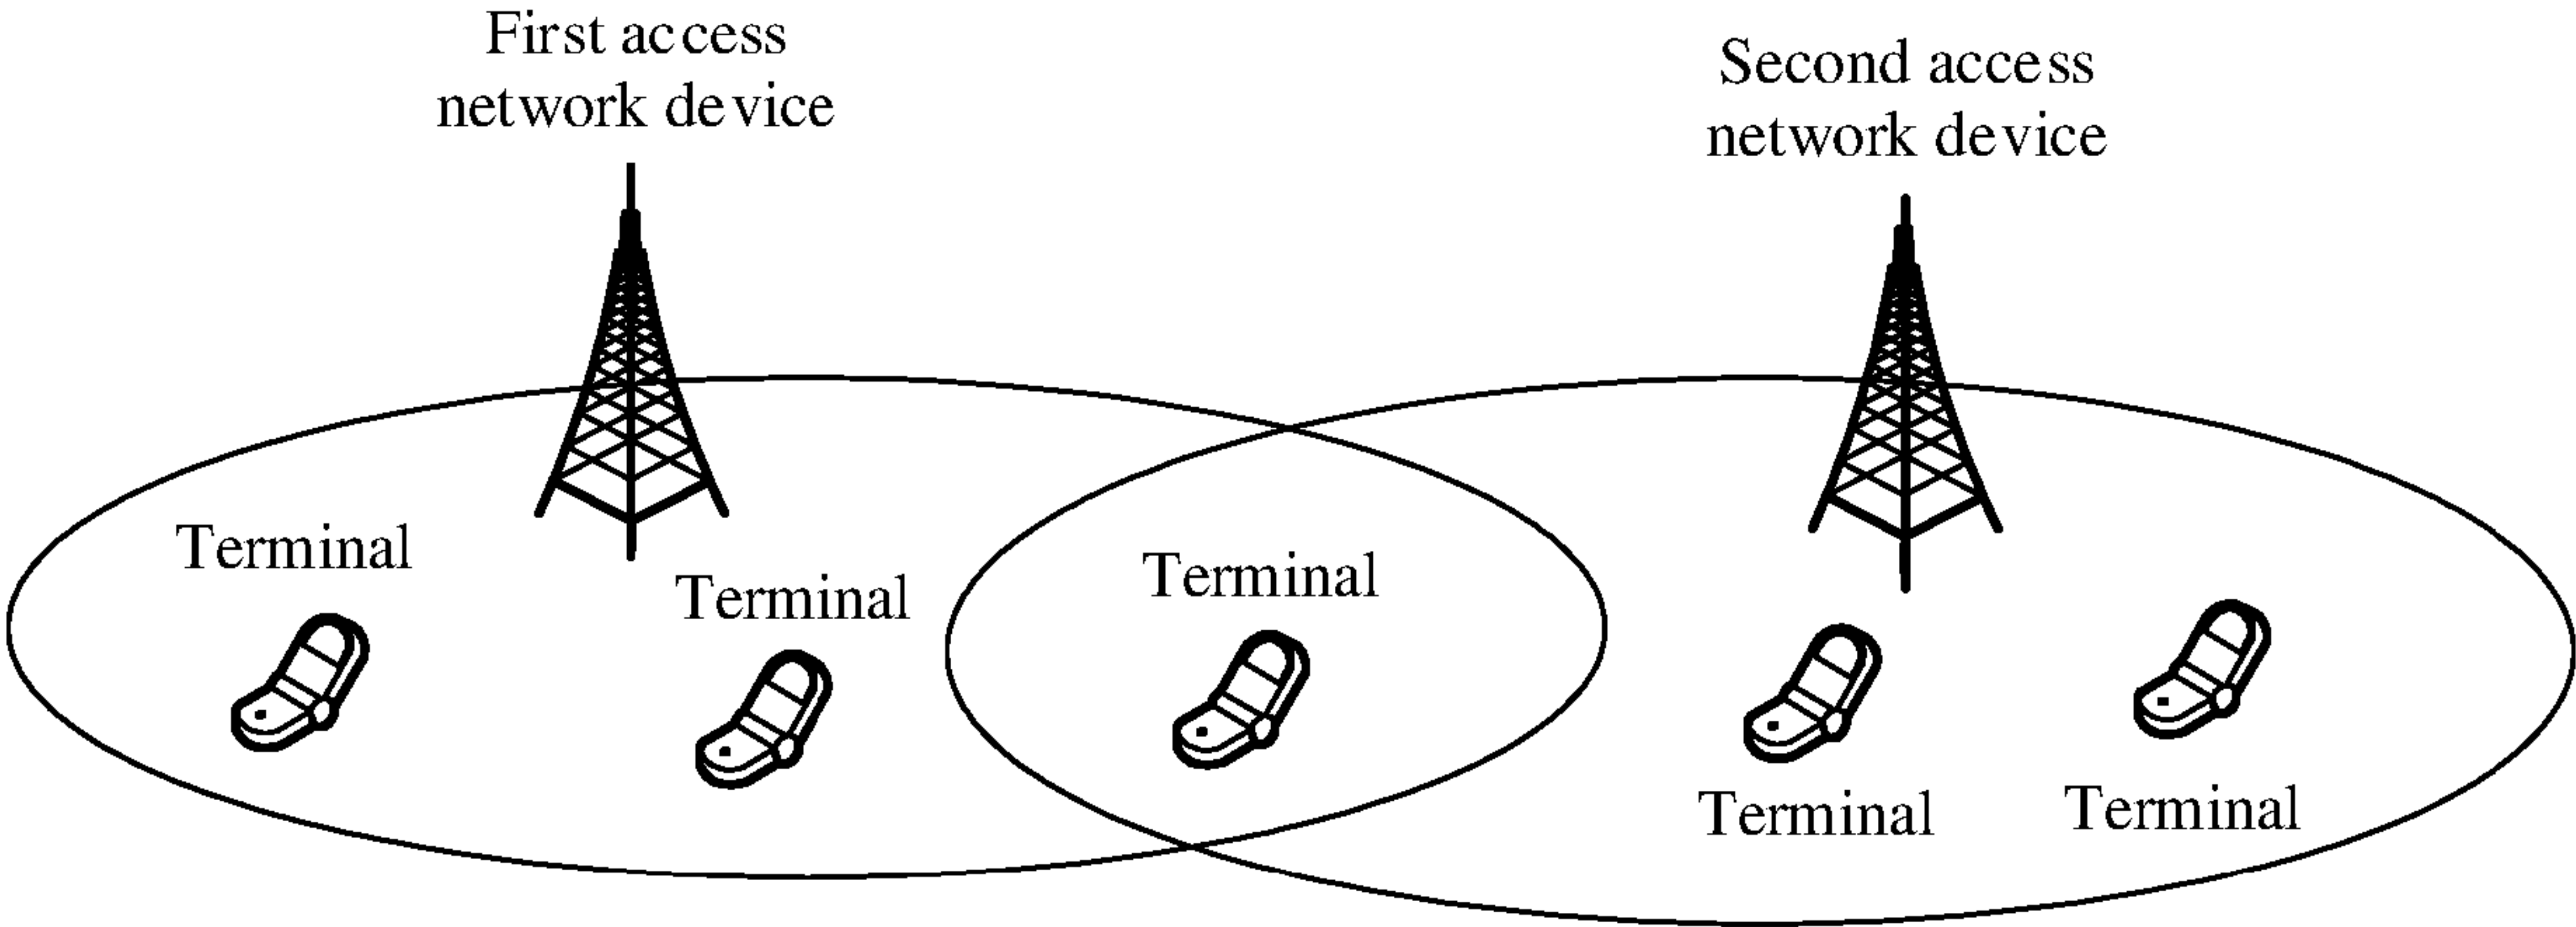 First access
network device
Second access
network device
Terminal
Terminal
Terminal
Terminal
Terminal